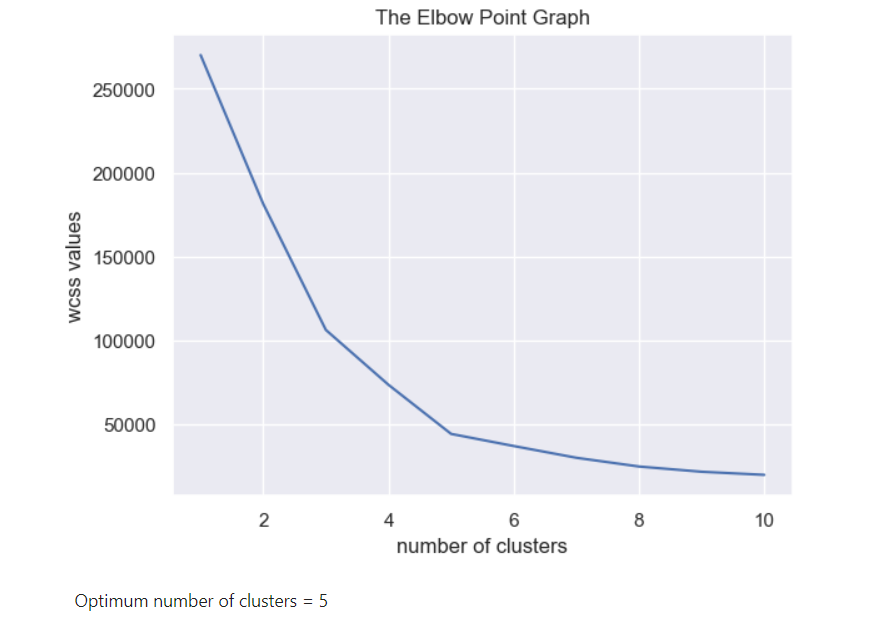 The Elbow Point Graph
250000
200000
150000
100000
50000
wcss values
2 4 6 8 10
number of clusters
Optimum number of clusters = 5